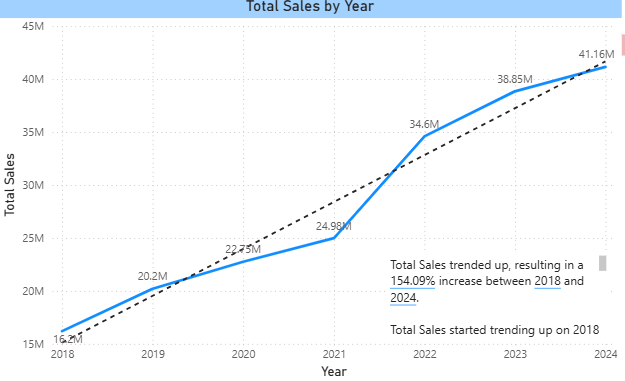 Total Sales by Year
45M
40M
35M
30M
25M
20M
15M
Total Sales
16.2M
20.2M
22.75M
24.98M
34.6M
38.85M
41.16M
Total Sales trended up, resulting in a
154.09% increase between 2018 and
2024.
Total Sales started trending up on 2018
2018 2019 2020 2021 2022 2023 2024
Year